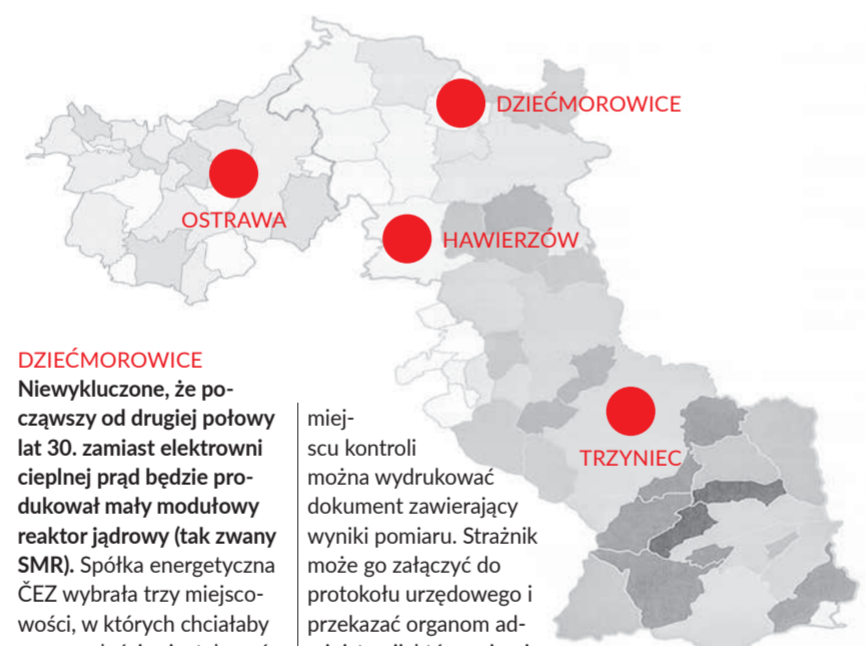 DZIEĆMOROWICE
OSTRAWA
HAWIERZÓW
TRZYNIEC
DZIEĆMOROWICE
Niewykluczone, że po-
cząwszy od drugiej połowy
lat 30. zamiast elektrowni
cieplnej prąd będzie pro-
dukował mały modułowy
reaktor jądrowy (tak zwany
SMR). Spółka energetyczna
ČEZ wybrała trzy miejsco-
wości, w których chciałaby
miej-
scu kontroli
można wydrukować
dokument zawierający
wyniki pomiaru. Strażnik
może go załączyć do
protokołu urzędowego i
przekazać organom ad-